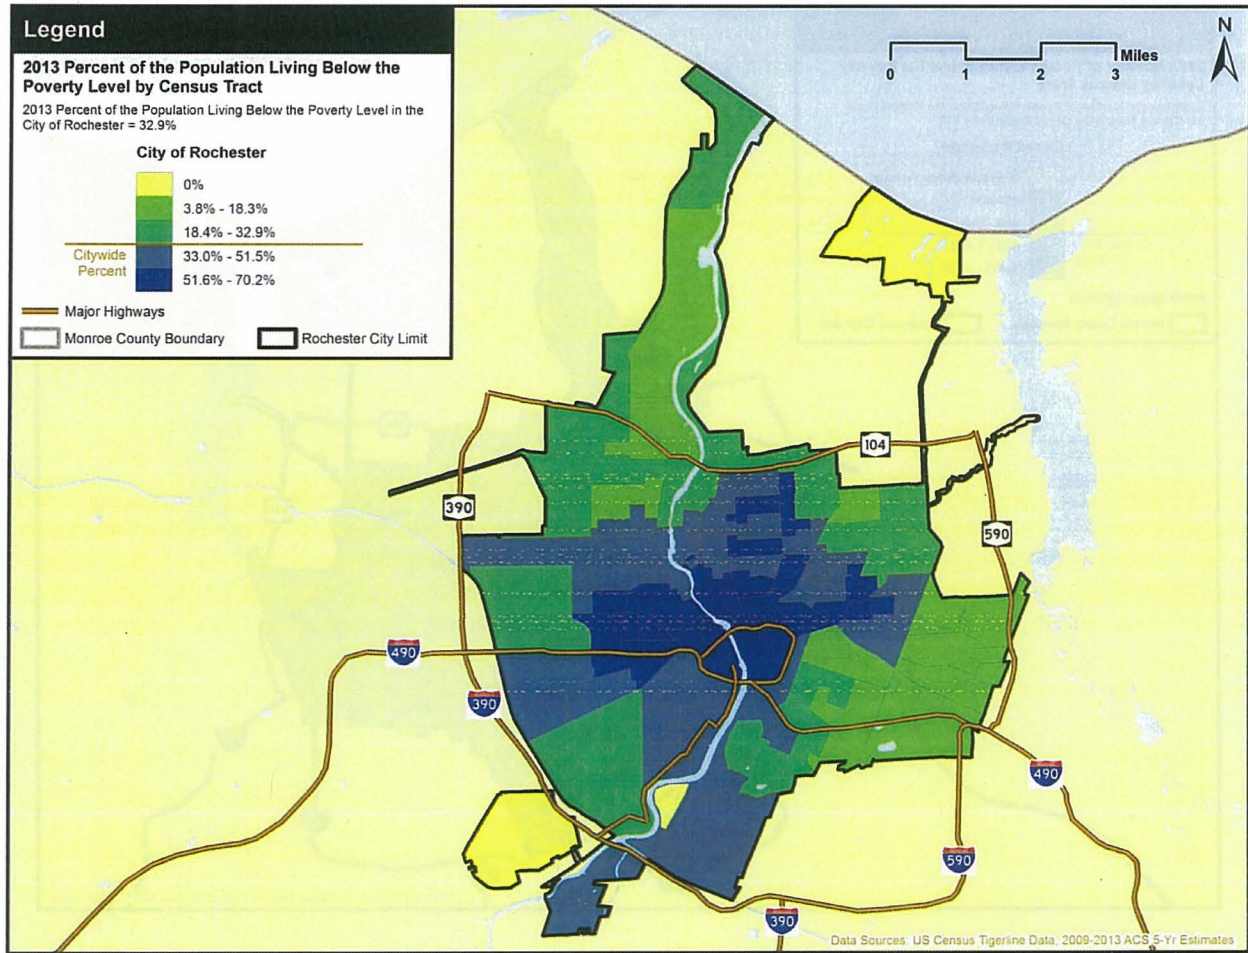 Legend
2013 Percent of the Population Living Below the
Poverty Level by Census Tract
2013 Percent of the Population Living Below the Poverty Level in the
City of Rochester = 32.9%
City of Rochester
0%
3.8% - 18.3%
18.4% - 32.9%
Citywide
Percent
33.0% - 51.5%
51.6% - 70.2%
Major Highways
Monroe County Boundary
Rochester City Limit
N
0 1 2 3 Miles
104
390
590
490
390
490
590
390
Data Sources: US Census Tigerline Data, 2009-2013 ACS 5-Yr Estimates